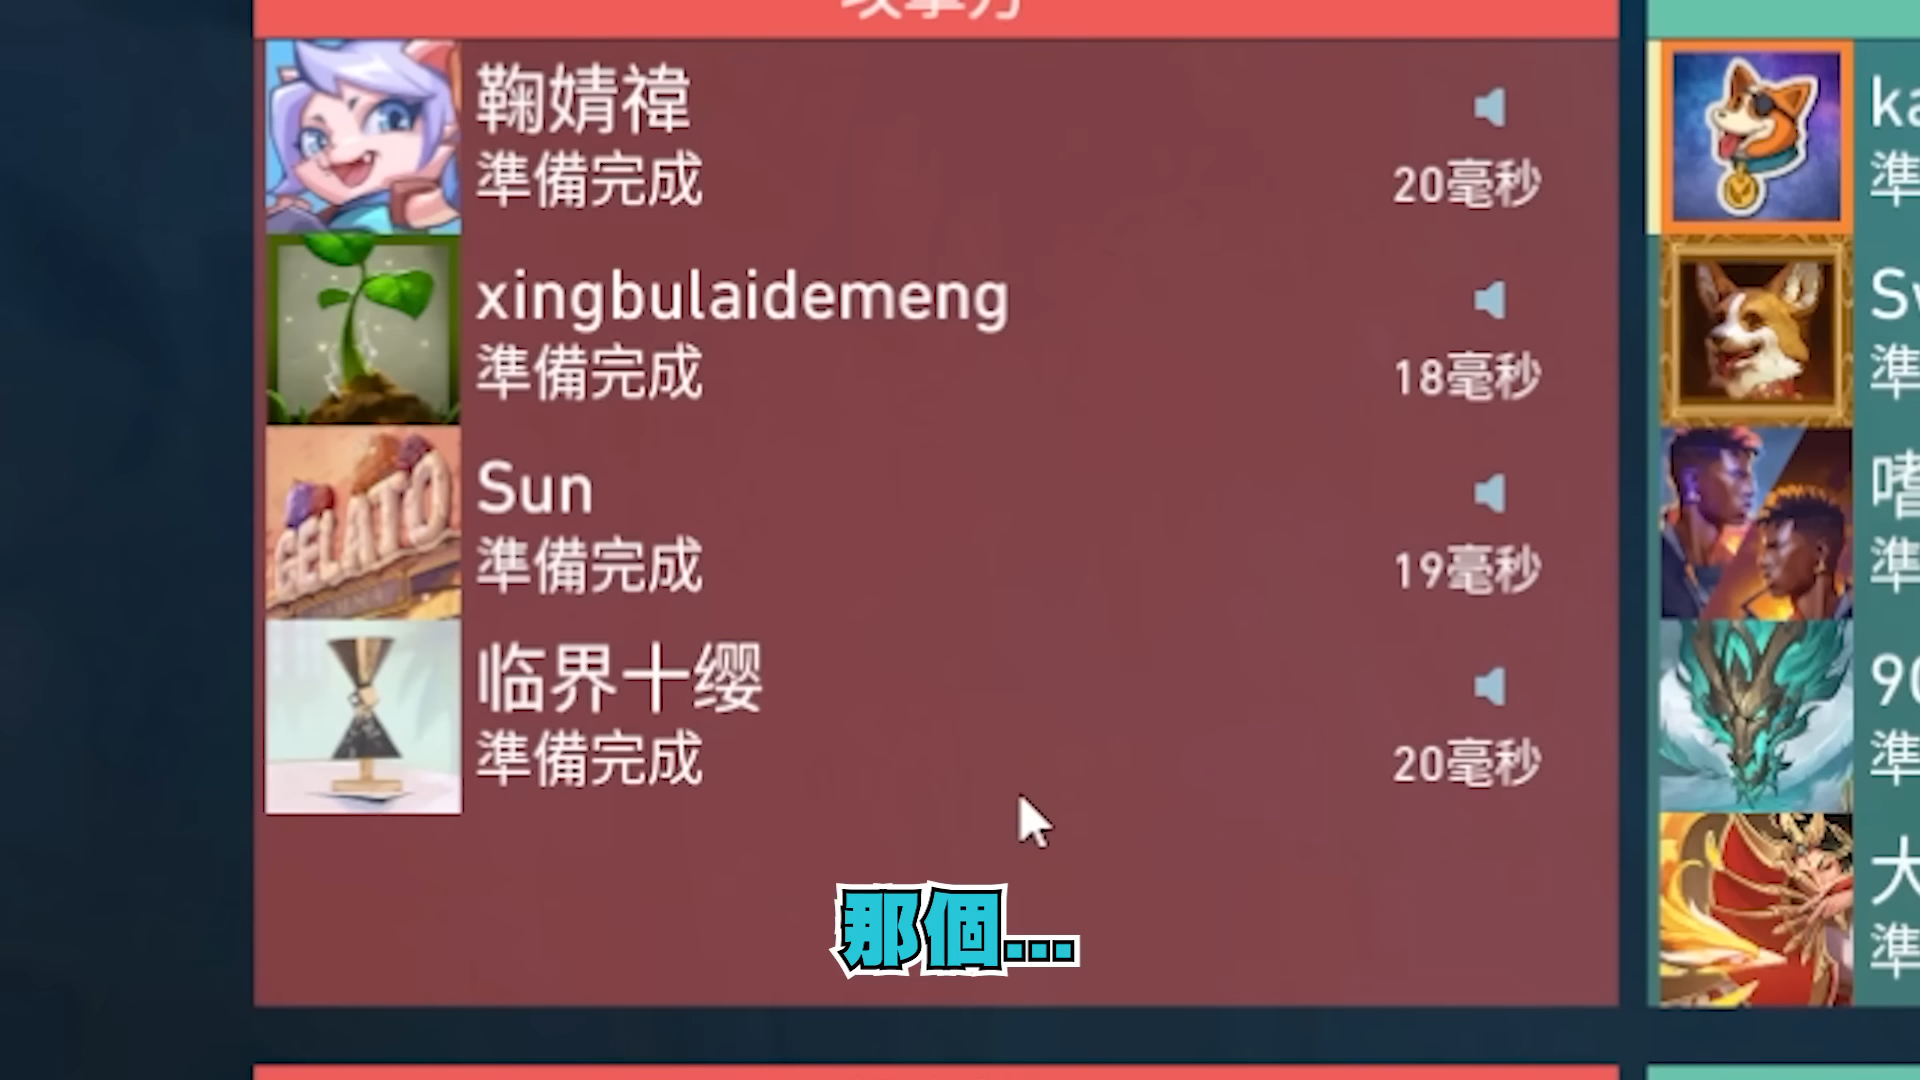 鞠婧禕
準備完成
20毫秒
xingbulaidemeng
準備完成
18毫秒
Sun
準備完成
19毫秒
GELATO
临界十缨
準備完成
20毫秒
那個...
ka
準
準
嗜
準
90
準
大
準